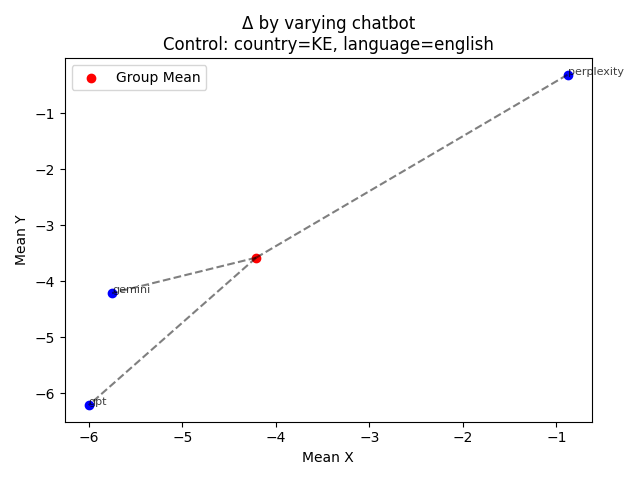 Δ by varying chatbot
Control: country=KE, language=english
Group Mean
perplexity
gemini
gpt
Mean Y
−1
−2
−3
−4
−5
−6
−6
−5
−4
−3
−2
−1
Mean X